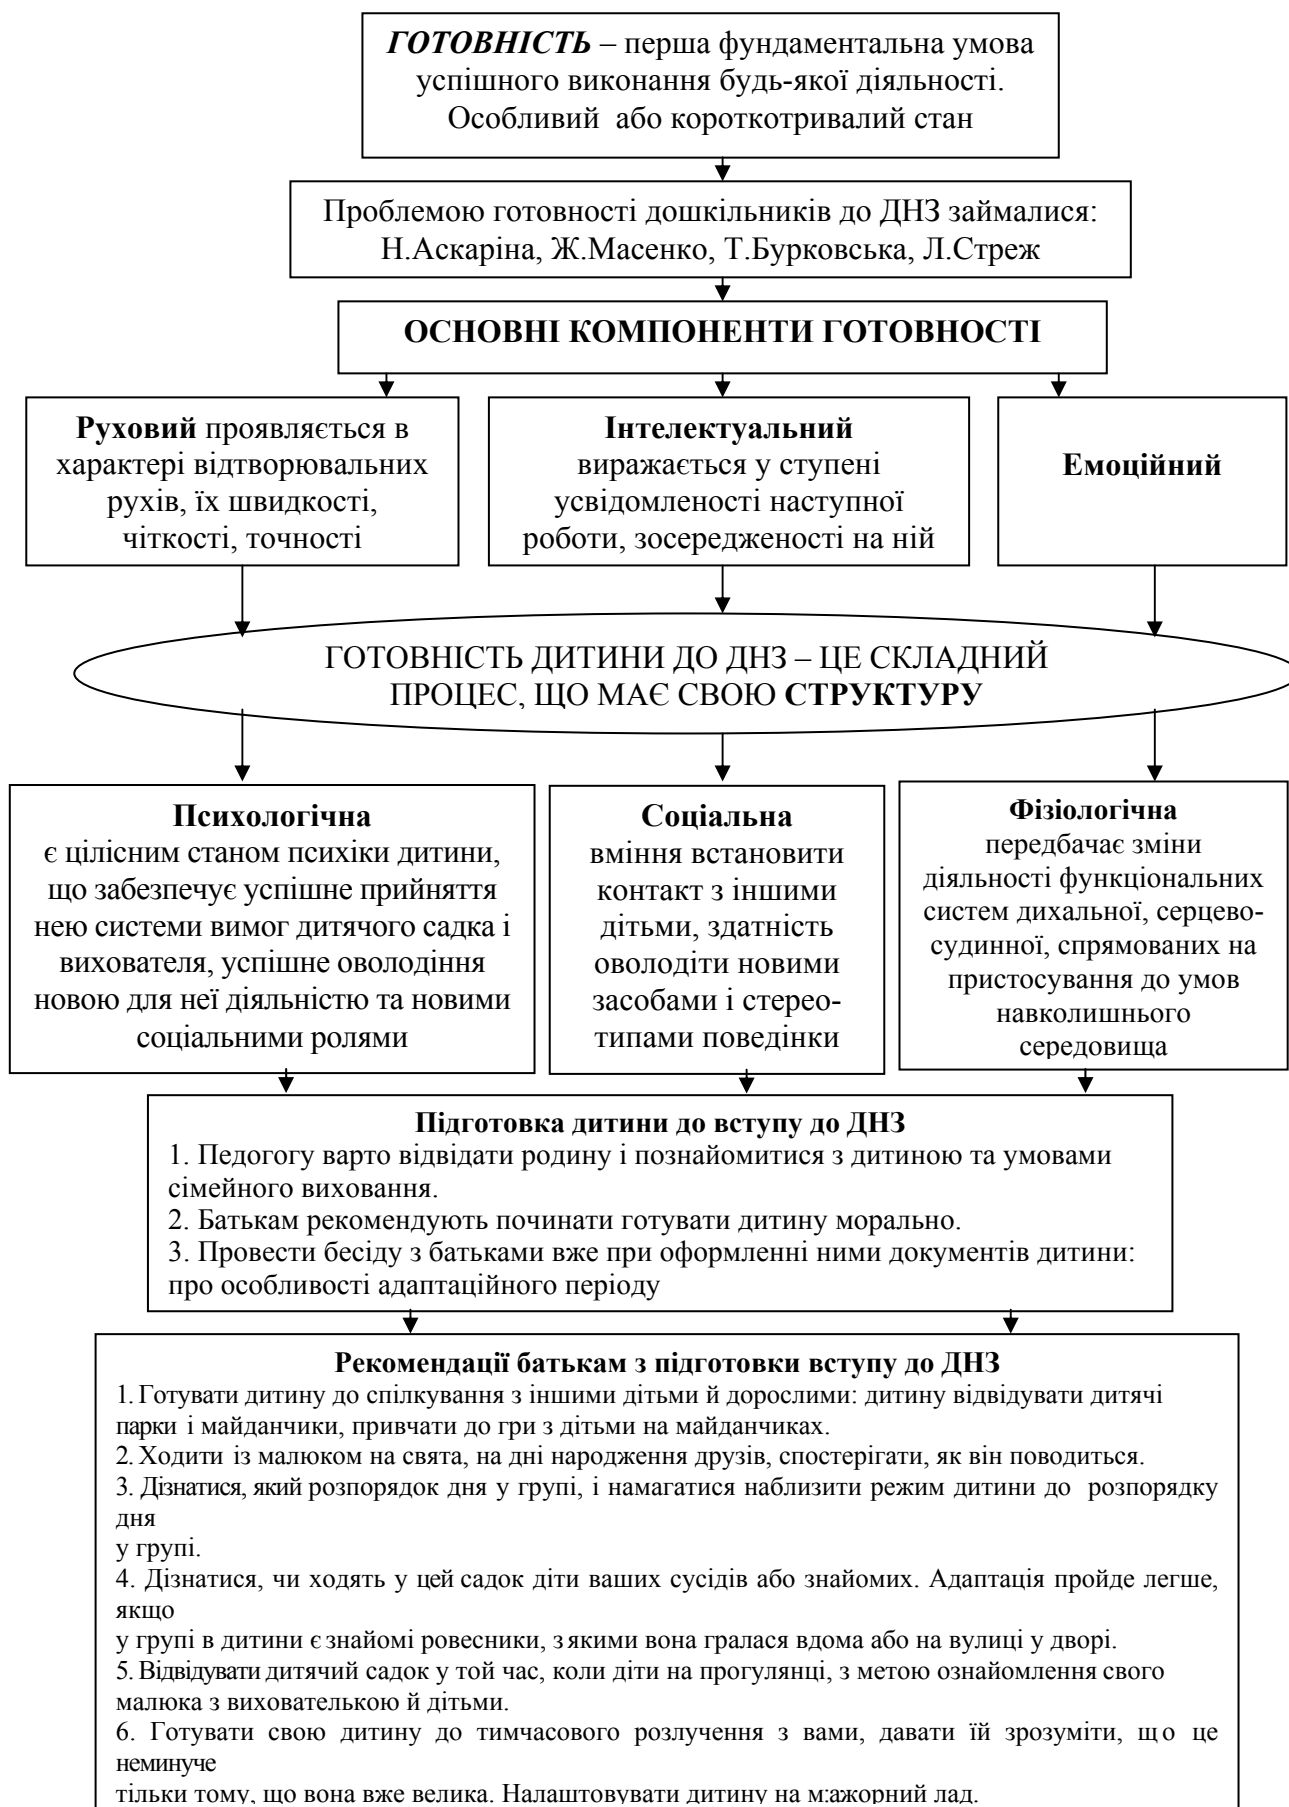 ГОТОВНІСТЬ – перша фундаментальна умова
успішного виконання будь-якої діяльності.
Особливий або короткотривалий стан
Проблемою готовності дошкільників до ДНЗ займалися:
Н.Аскаріна, Ж.Масенко, Т.Бурковська, Л.Стреж
ОСНОВНІ КОМПОНЕНТИ ГОТОВНОСТІ
Руховий проявляється в
характері відтворювальних
рухів, їх швидкості,
чіткості, точності
Інтелектуальний
виражається у ступені
усвідомленості наступної
роботи, зосередженості на ній
Емоційний
ГОТОВНІСТЬ ДИТИНИ ДО ДНЗ – ЦЕ СКЛАДНИЙ
ПРОЦЕС, ЩО МАЄ СВОЮ СТРУКТУРУ
Психологічна
є цілісним станом психіки дитини,
що забезпечує успішне прийняття
нею системи вимог дитячого садка і
вихователя, успішне оволодіння
новою для неї діяльністю та новими
соціальними ролями
Соціальна
вміння встановити
контакт з іншими
дітьми, здатність
оволодіти новими
засобами і стерео-
типами поведінки
Фізіологічна
передбачає зміни
діяльності функціональних
систем дихальної, серцево-
судинної, спрямованих на
пристосування до умов
навколишнього
середовища
Підготовка дитини до вступу до ДНЗ
1. Педогогу варто відвідати родину і познайомитися з дитиною та умовами
сімейного виховання.
2. Батькам рекомендують починати готувати дитину морально.
3. Провести бесіду з батьками вже при оформленні ними документів дитини:
про особливості адаптаційного періоду
Рекомендації батькам з підготовки вступу до ДНЗ
1. Готувати дитину до спілкування з іншими дітьми й дорослими: дитину відвідувати дитячі
парки і майданчики, привчати до гри з дітьми на майданчиках.
2. Ходити із малюком на свята, на дні народження друзів, спостерігати, як він поводиться.
3. Дізнатися, який розпорядок дня у групі, і намагатися наблизити режим дитини до розпорядку
дня
у групі.
4. Дізнатися, чи ходять у цей садок діти ваших сусідів або знайомих. Адаптація пройде легше,
якщо
у групі в дитини є знайомі ровесники, з якими вона гралася вдома або на вулиці у дворі.
5. Відвідувати дитячий садок у той час, коли діти на прогулянці, з метою ознайомлення свого
малюка з вихователькою й дітьми.
6. Готувати свою дитину до тимчасового розлучення з вами, давати їй зрозуміти, що це
неминуче
тільки тому, що вона вже велика. Налаштовувати дитину на м:ажорний лад.